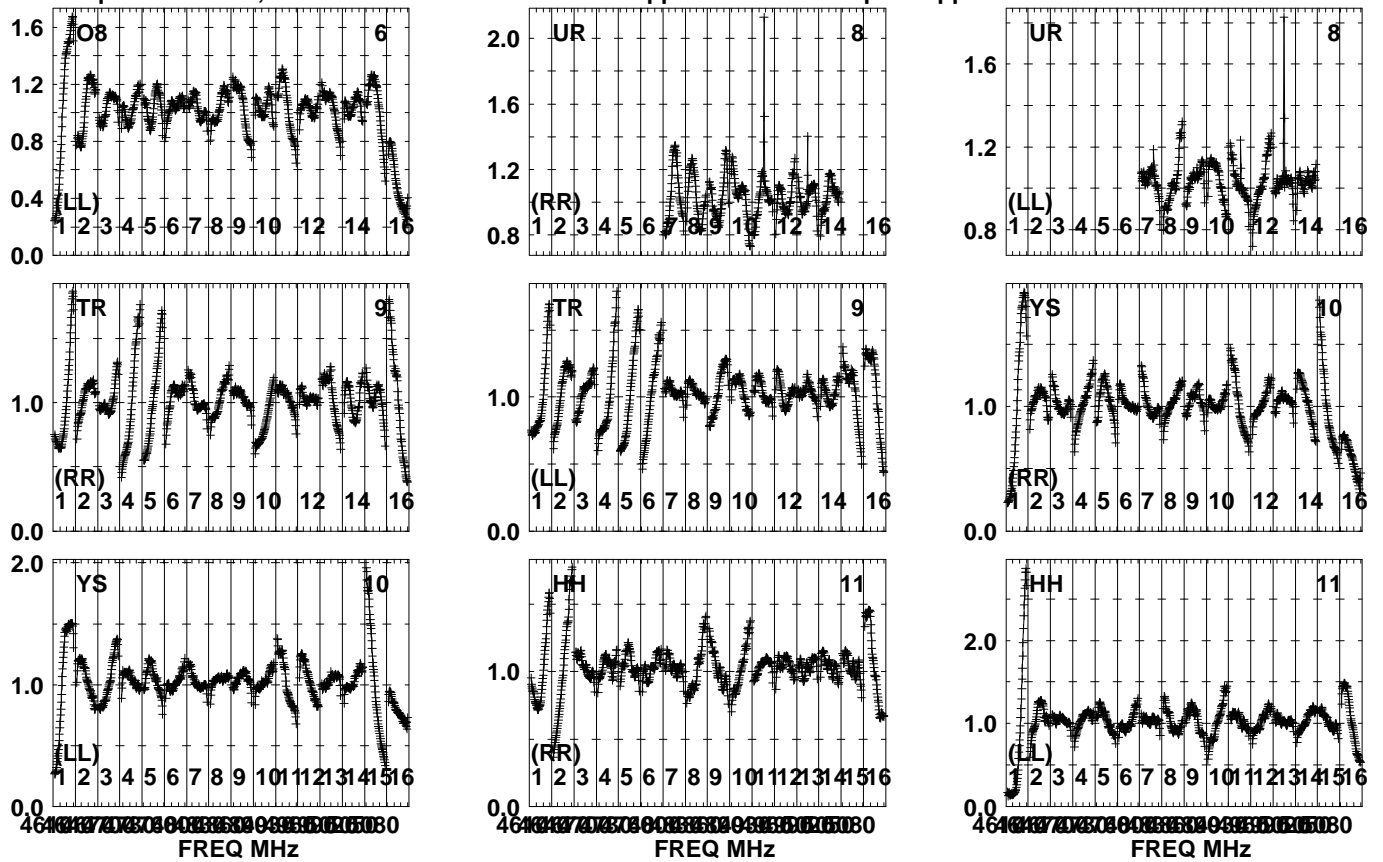 1.6 O8 6
1.2
0.8
0.4 (LL)
1 2 3 4 5 6 7 8 9 10 12 14 16
0.0
2.0 UR 8
1.6
1.2
(RR)
0.8 1 2 3 4 5 6 7 8 9 10 12 14 16
UR 8
1.6
1.2
(LL)
0.8 1 2 3 4 5 6 7 8 9 10 12 14 16
TR 9
1.0
(RR)
1 2 3 4 5 6 7 8 9 10 12 14 16
0.0
TR 9
1.0
(LL)
1 2 3 4 5 6 7 8 9 10 12 14 16
0.0
YS 10
1.0
(RR)
1 2 3 4 5 6 7 8 9 10 12 14 16
0.0
2.0 YS 10
1.0
(LL)
1 2 3 4 5 6 7 8 9 10 11 12 13 14 15 16
0.0
FREQ MHz
HH 11
1.0
(RR)
1 2 3 4 5 6 7 8 9 10 11 12 13 14 15 16
0.0
FREQ MHz
HH 11
2.0
1.0
(LL)
1 2 3 4 5 6 7 8 9 10 11 12 13 14 15 16
0.0
FREQ MHz